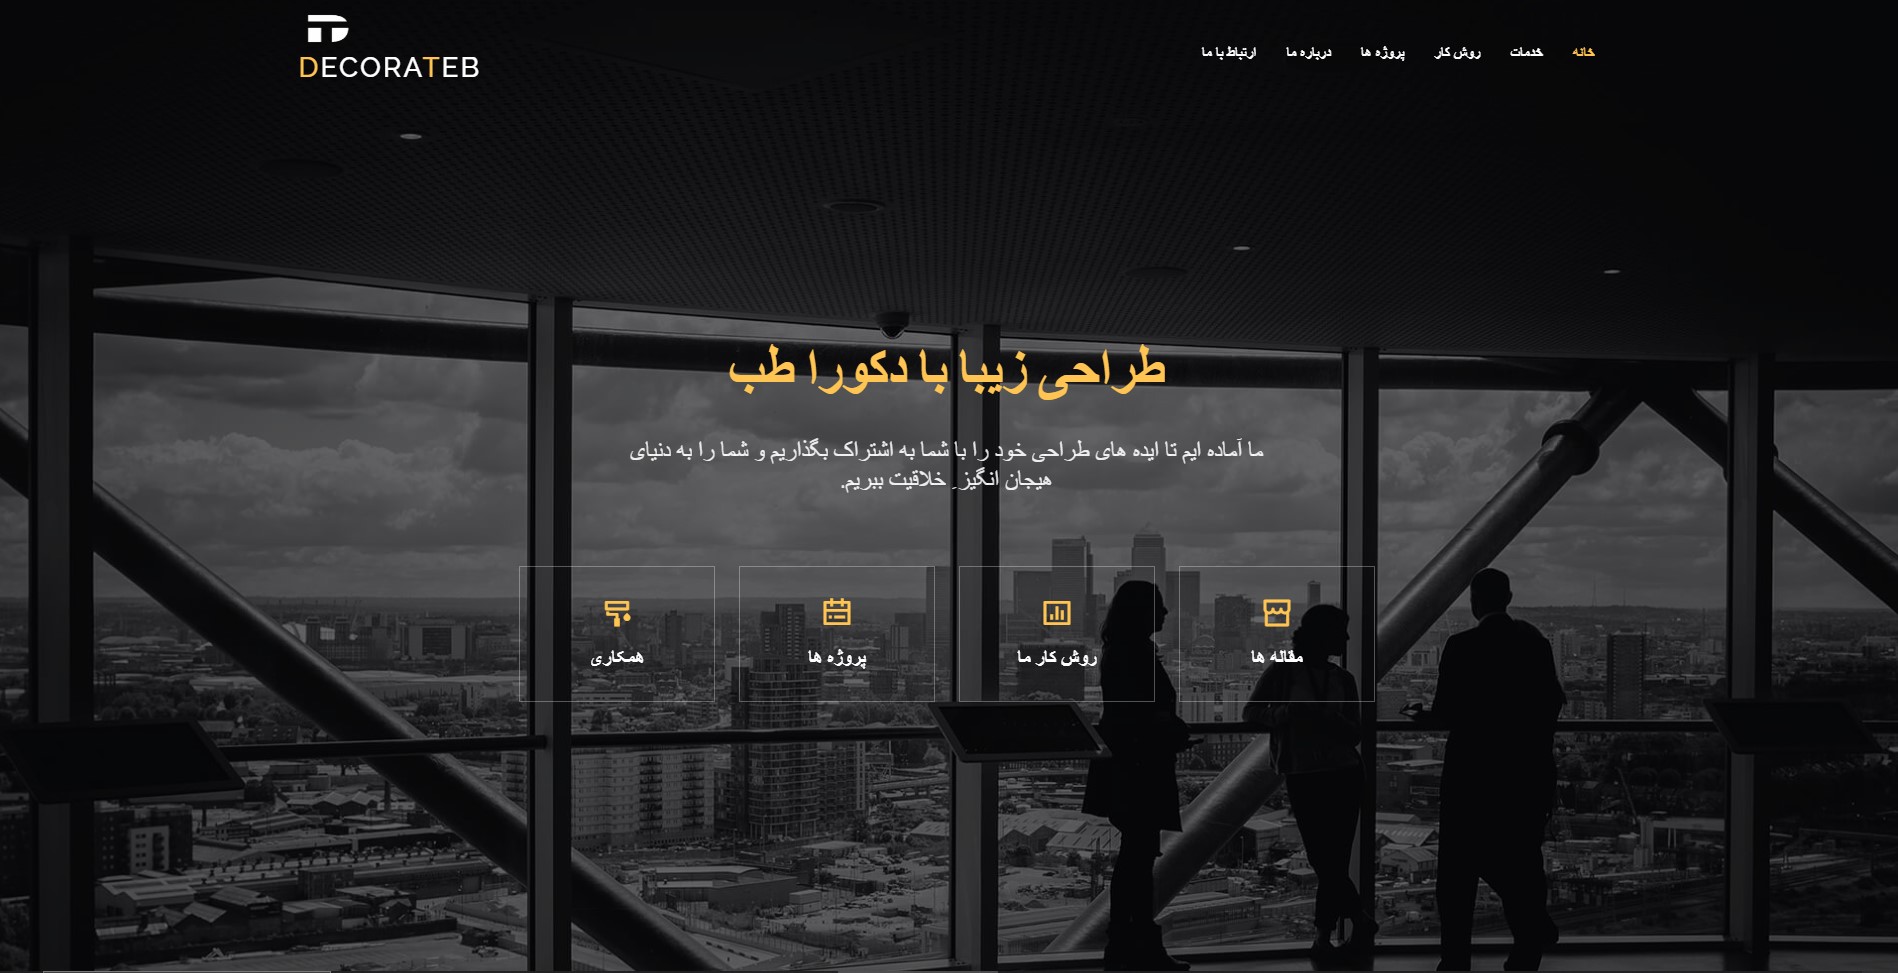 DECORATEB
خانه
خدمات
روش کار
پروژه ها
درباره ما
ارتباط با ما
طراحی زیبا با دکورا طب
ما آماده ایم تا ایده های طراحی خود را با شما به اشتراک بگذاریم و شما را به دنیای
هیجان انگیز خلاقیت ببریم.
مقاله ها
روش کار ما
پروژه ها
همکاری